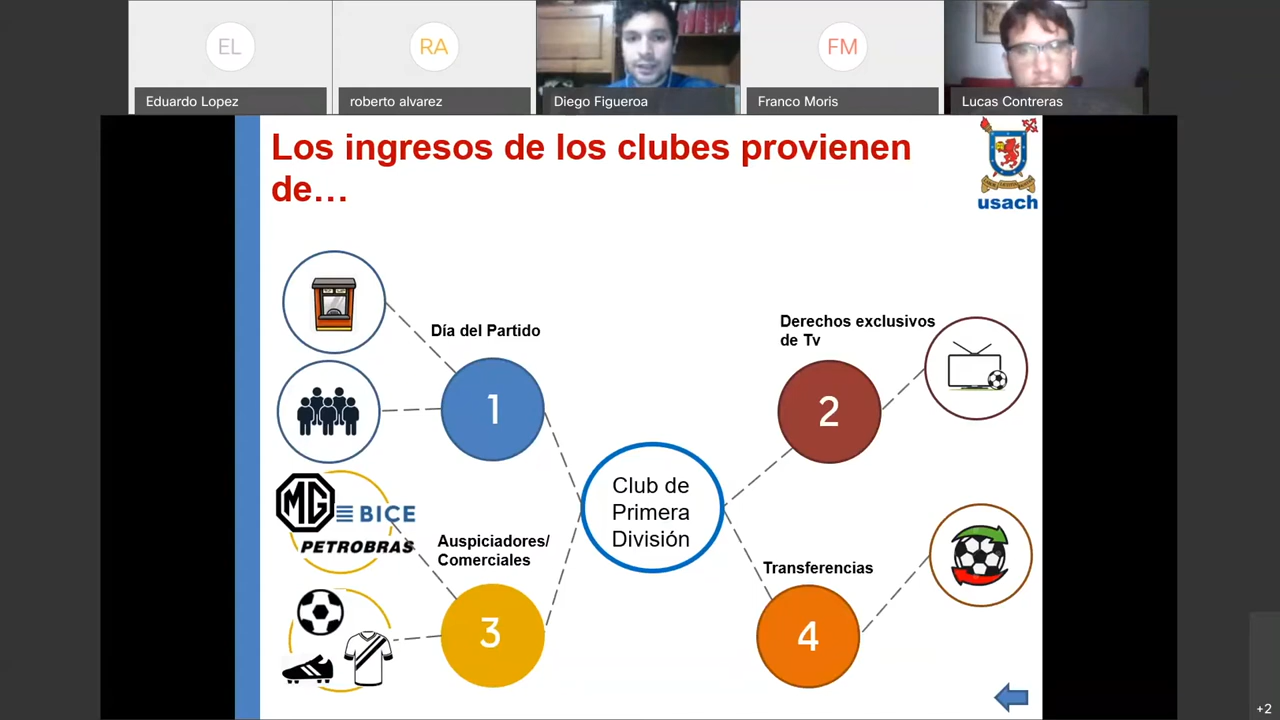 EL
RA
FM
Eduardo Lopez
roberto alvarez
Diego Figueroa
Franco Moris
Lucas Contreras
Los ingresos de los clubes provienen
de…
usach
Día del Partido
1
Derechos exclusivos
de Tv
2
MG
BICE
PETROBRAS
Auspiciadores/
Comerciales
3
Club de
Primera
División
Transferencias
4
+2